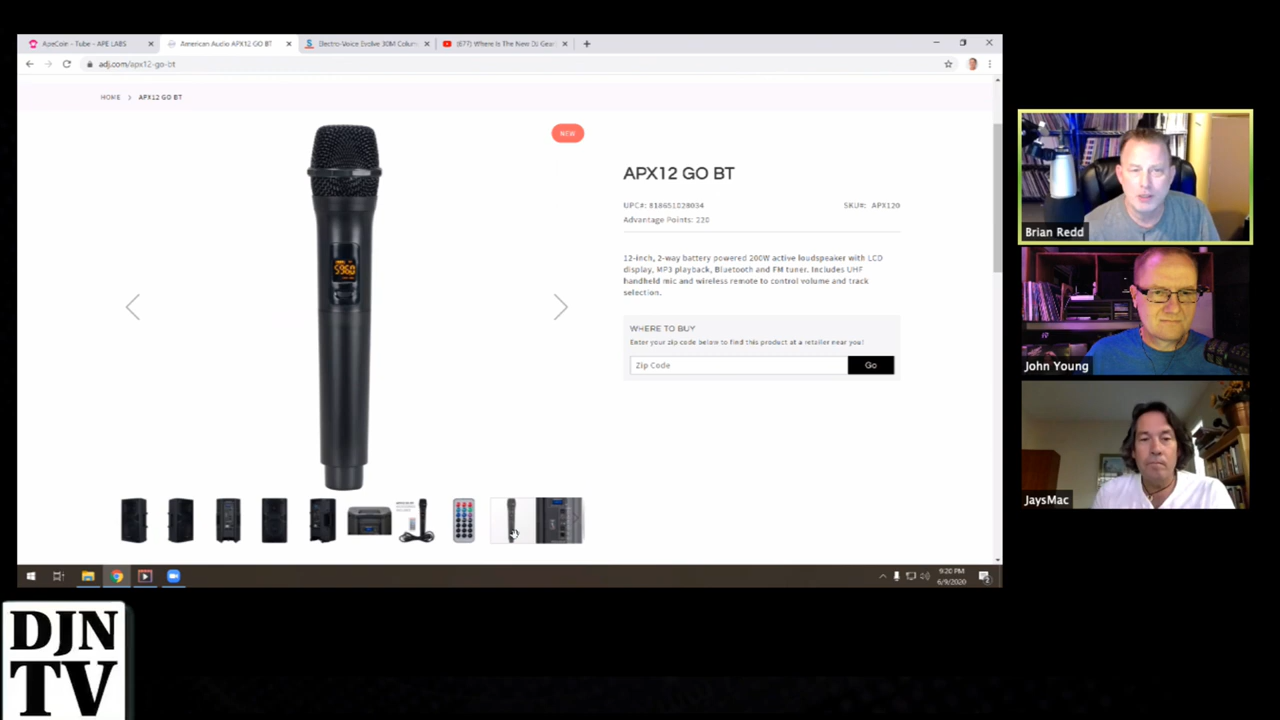 ApeCoin - Tube - APE LABS
American Audio APX12 GO BT
Electro-Voice Evolve 30M Colum
(677) Where Is The New DJ Gear
adj.com/apx12-go-bt
HOME > APX12 GO BT
NEW
APX12 GO BT
UPC#: 818651028034
SKU#: APX120
Advantage Points: 220
12-inch, 2-way battery powered 200W active loudspeaker with LCD
display, MP3 playback, Bluetooth and FM tuner. Includes UHF
handheld mic and wireless remote to control volume and track
selection.
WHERE TO BUY
Enter your zip code below to find this product at a retailer near you!
Zip Code
Go
596.0
9:20 PM
6/9/2020
Brian Redd
John Young
JaysMac
DJN
TV